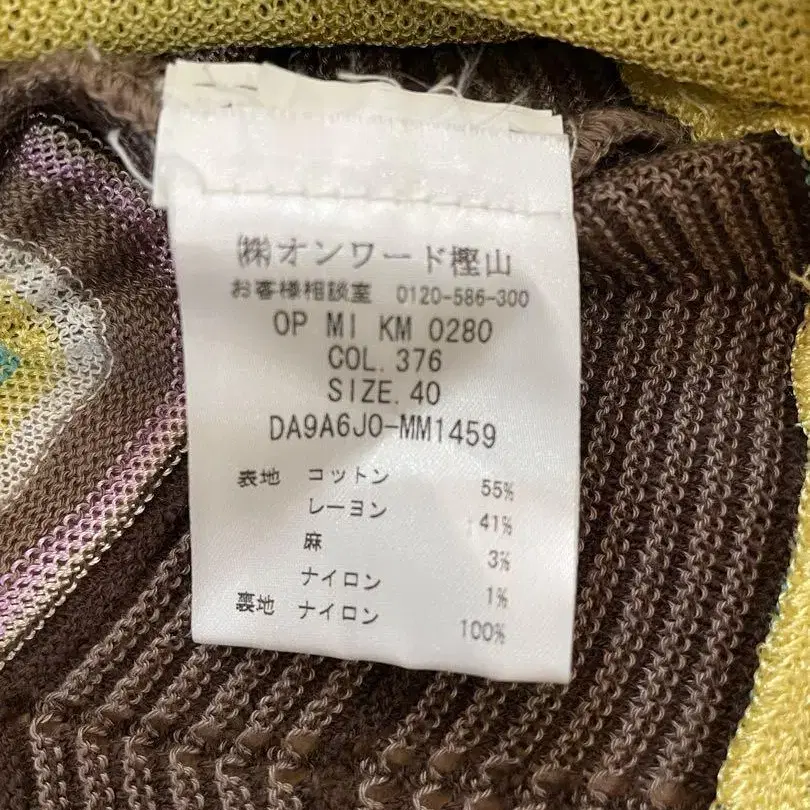 ㈱オンワード樫山
お客様相談室 0120-586-300
OP MI KM 0280
COL. 376
SIZE. 40
DA9A6JO-MM1459
表地 コットン 55%
レーヨン 41%
麻 3%
ナイロン 1%
裏地 ナイロン 100%